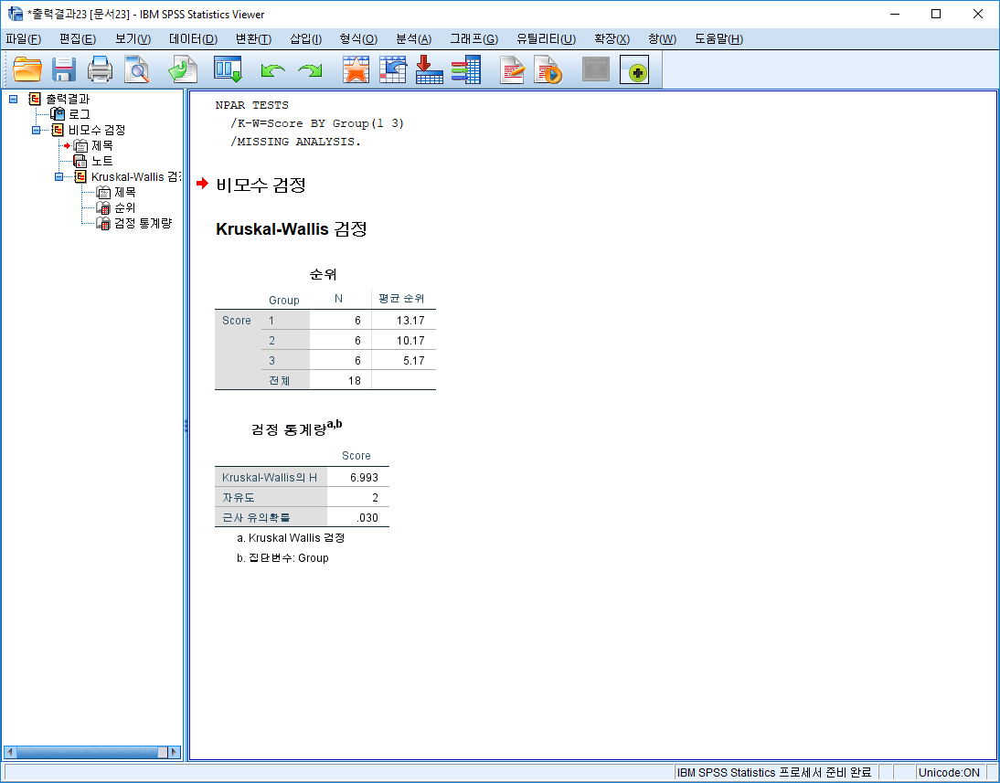 *출력결과23 [문서23] - IBM SPSS Statistics Viewer
파일(F) 편집(E) 보기(V) 데이터(D) 변환(T) 삽입(I) 형식(O) 분석(A) 그래프(G) 유틸리티(U) 확장(X) 창(W) 도움말(H)
출력결과
로그
비모수 검정
제목
노트
Kruskal-Wallis 검정
제목
순위
검정 통계량
NPAR TESTS
/K-W=Score BY Group(1 3)
/MISSING ANALYSIS.
비모수 검정
Kruskal-Wallis 검정
순위
Group N 평균 순위
Score 1 6 13.17
2 6 10.17
3 6 5.17
전체 18
검정 통계량a,b
Score
Kruskal-Wallis의 H 6.993
자유도 2
근사 유의확률 .030
a. Kruskal Wallis 검정
b. 집단변수: Group
IBM SPSS Statistics 프로세서 준비 완료 Unicode:ON